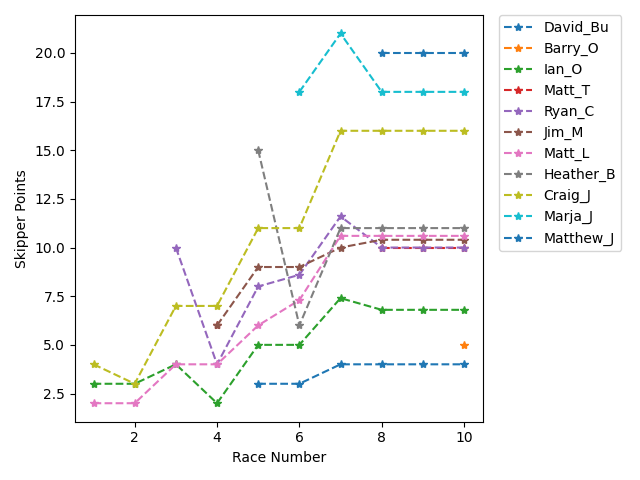 20.0
17.5
15.0
12.5
10.0
7.5
5.0
2.5
Skipper Points
2 4 6 8 10
Race Number
David_Bu
Barry_O
Ian_O
Matt_T
Ryan_C
Jim_M
Matt_L
Heather_B
Craig_J
Marja_J
Matthew_J